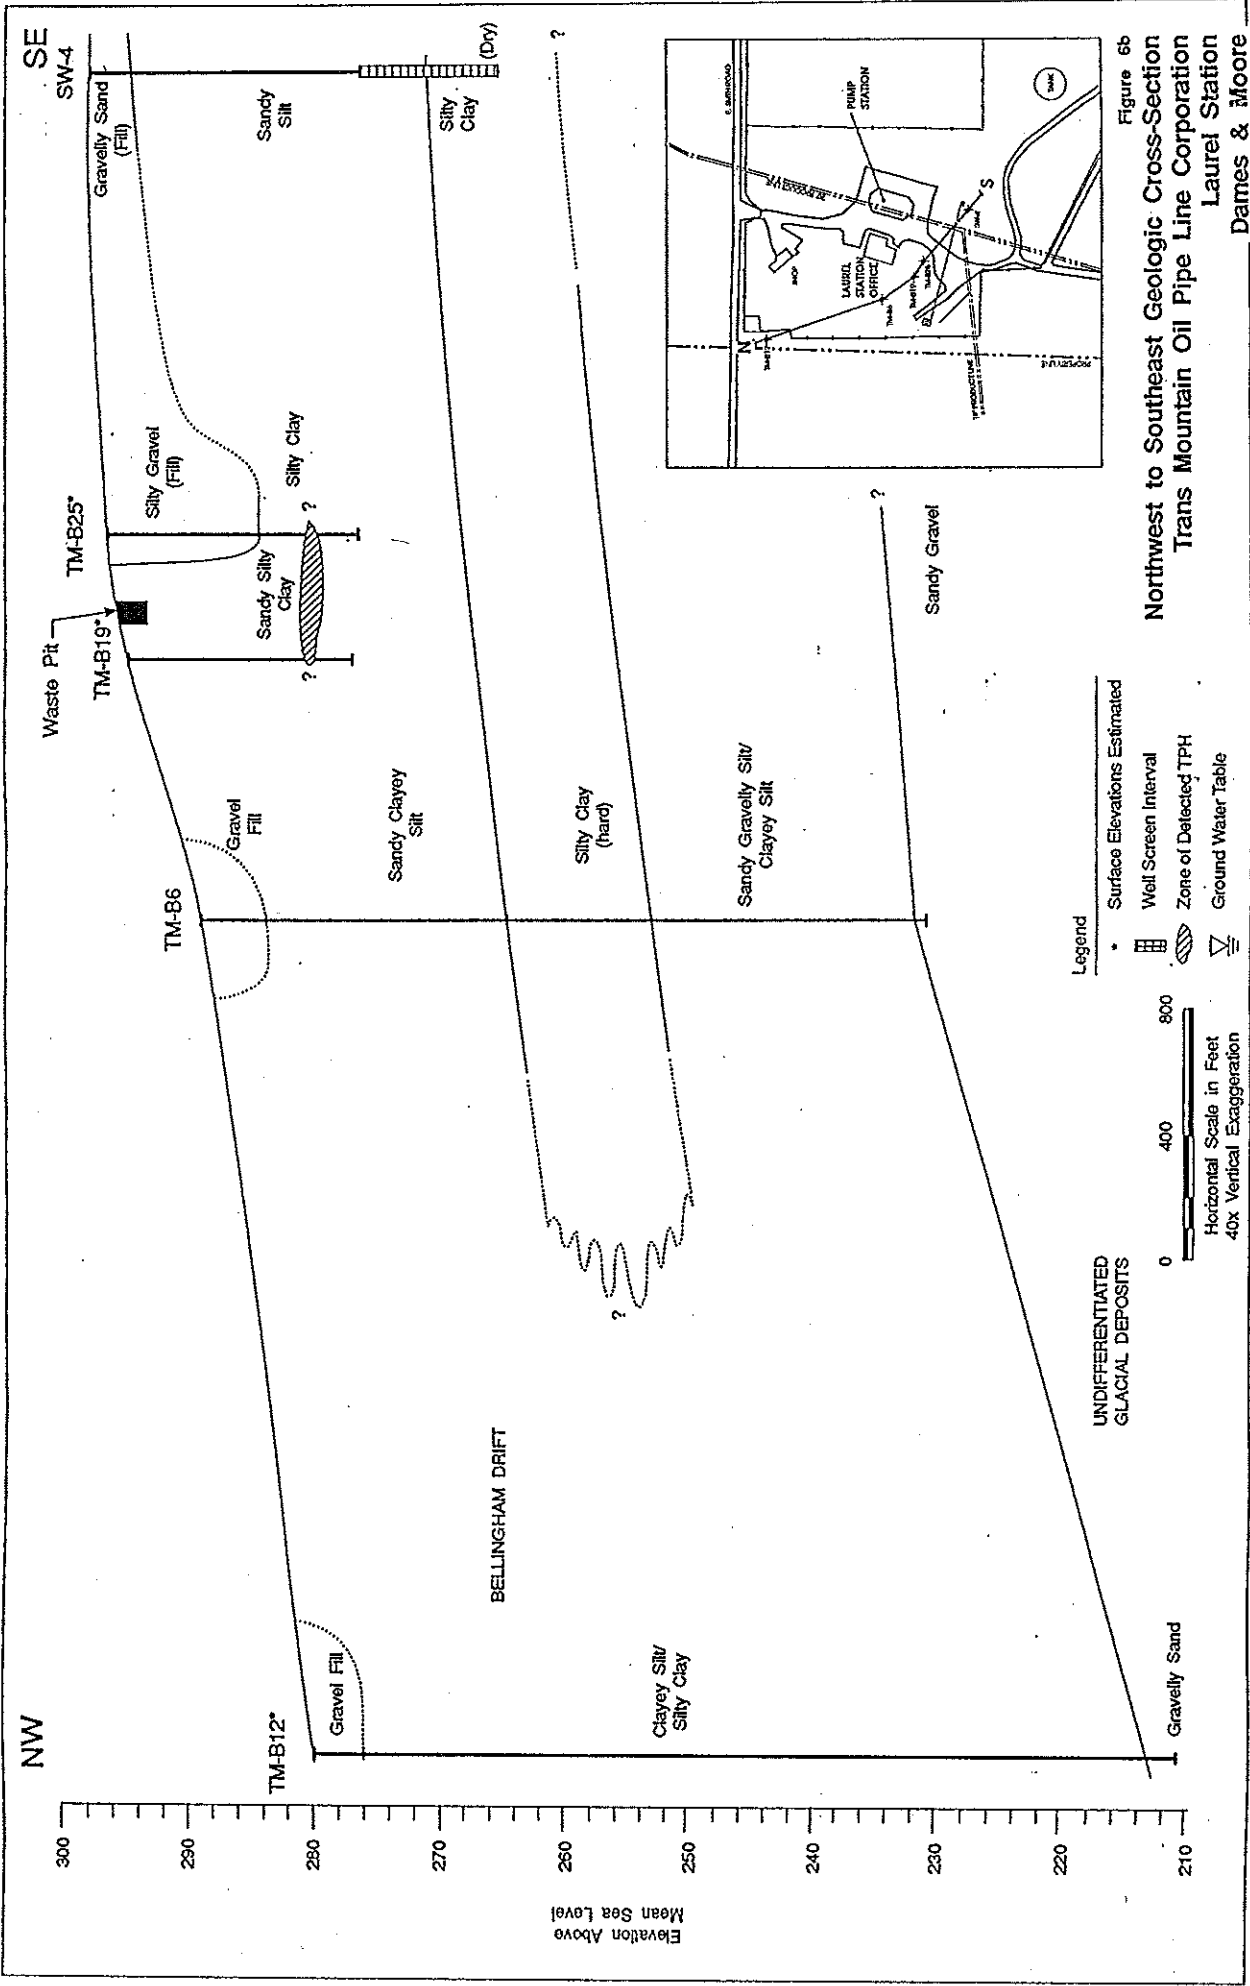 NW
SE
Waste Pit
TM-B12*
TM-B6
TM-B19*
TM-B25*
SW-4
Gravel Fill
Gravel
Fill
Silty Gravel
(Fill)
Gravelly Sand
(Fill)
Sandy Silty
Clay
Silty Clay
Sandy
Silt
?
?
Sandy Clayey
Silt
Silty
Clay
(Dry)
BELLINGHAM DRIFT
Silty Clay
(hard)
?
?
Clayey Silt/
Silty Clay
Sandy Gravelly Silt/
Clayey Silt
?
Sandy Gravel
Gravelly Sand
UNDIFFERENTIATED
GLACIAL DEPOSITS
300
290
280
270
260
250
240
230
220
210
Elevation Above
Mean Sea Level
0
400
800
Horizontal Scale in Feet
40x Vertical Exaggeration
Legend
* Surface Elevations Estimated
Well Screen Interval
Zone of Detected TPH
Ground Water Table
N
S
SHOP
LAUREL
STATION
OFFICE
PUMP
STATION
TANK
PROPERTY LINE
Figure 6b
Northwest to Southeast Geologic Cross-Section
Trans Mountain Oil Pipe Line Corporation
Laurel Station
Dames & Moore